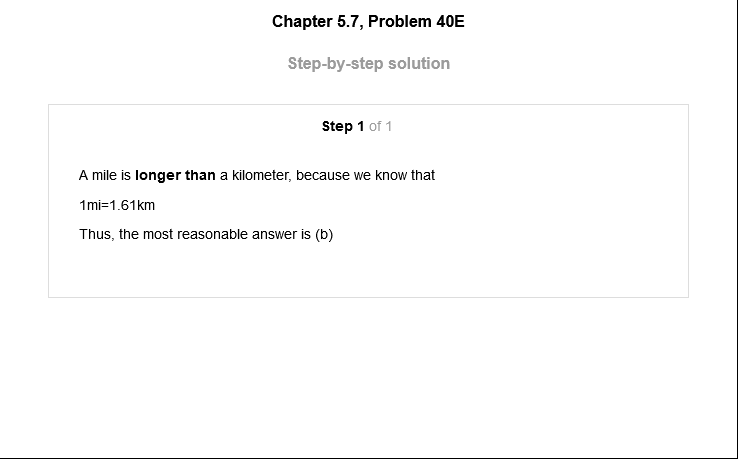 Chapter 5.7, Problem 40E
Step-by-step solution
Step 1 of 1
A mile is longer than a kilometer, because we know that
1mi=1.61km
Thus, the most reasonable answer is (b)